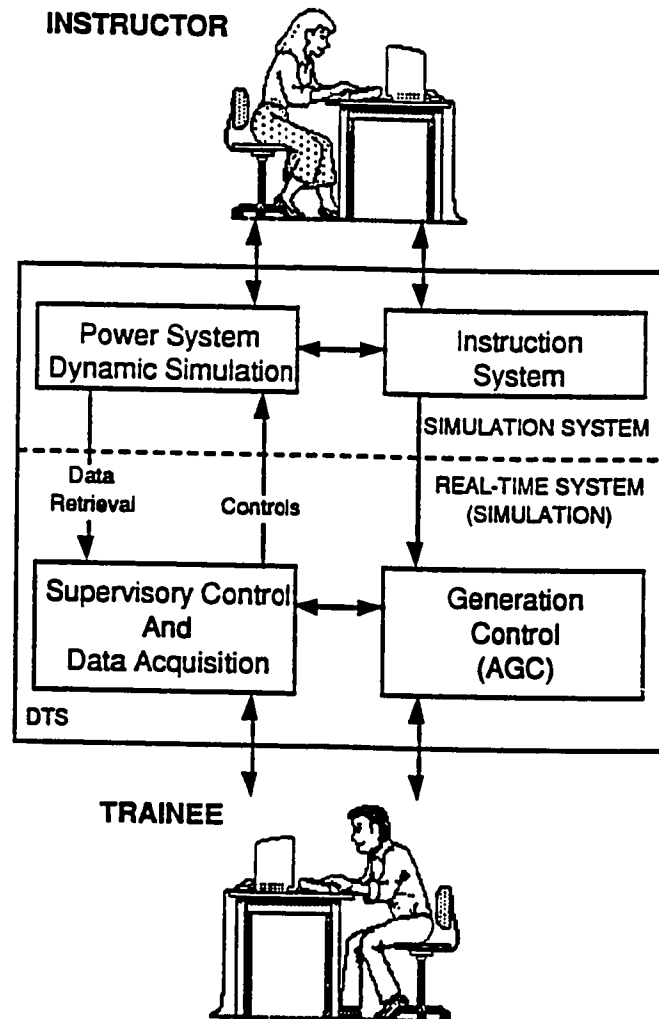 INSTRUCTOR
Power System
Dynamic Simulation
Instruction
System
SIMULATION SYSTEM
Data
Retrieval
Controls
REAL-TIME SYSTEM
(SIMULATION)
Supervisory Control
And
Data Acquisition
Generation
Control
(AGC)
DTS
TRAINEE